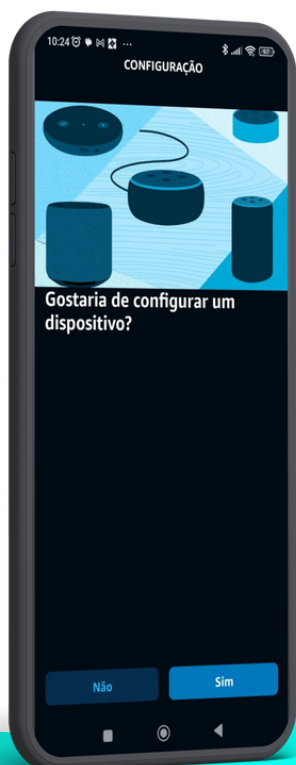 10:24
CONFIGURAÇÃO
Gostaria de configurar um
dispositivo?
Não
Sim